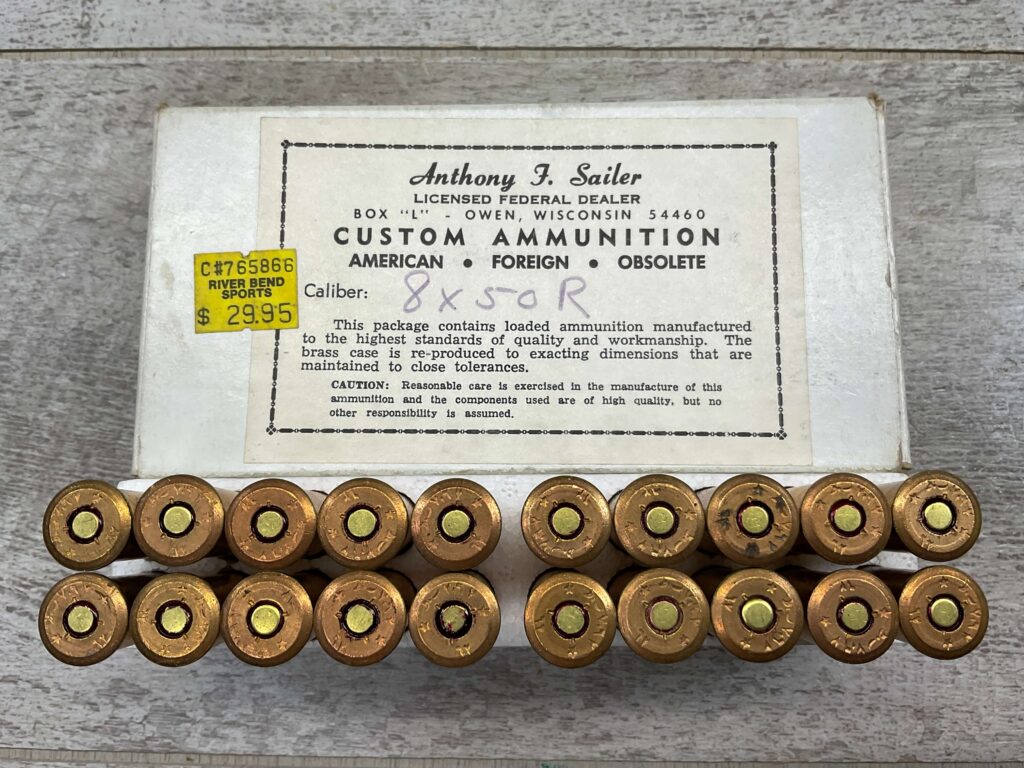 Anthony F. Sailer
LICENSED FEDERAL DEALER
BOX "L" - OWEN, WISCONSIN 54460
CUSTOM AMMUNITION
AMERICAN • FOREIGN • OBSOLETE
C#765866
RIVER BEND
SPORTS
$ 29.95
Caliber: 8 x 50 R
This package contains loaded ammunition manufactured
to the highest standards of quality and workmanship. The
brass case is re-produced to exacting dimensions that are
maintained to close tolerances.
CAUTION: Reasonable care is exercised in the manufacture of this
ammunition and the components used are of high quality, but no
other responsibility is assumed.